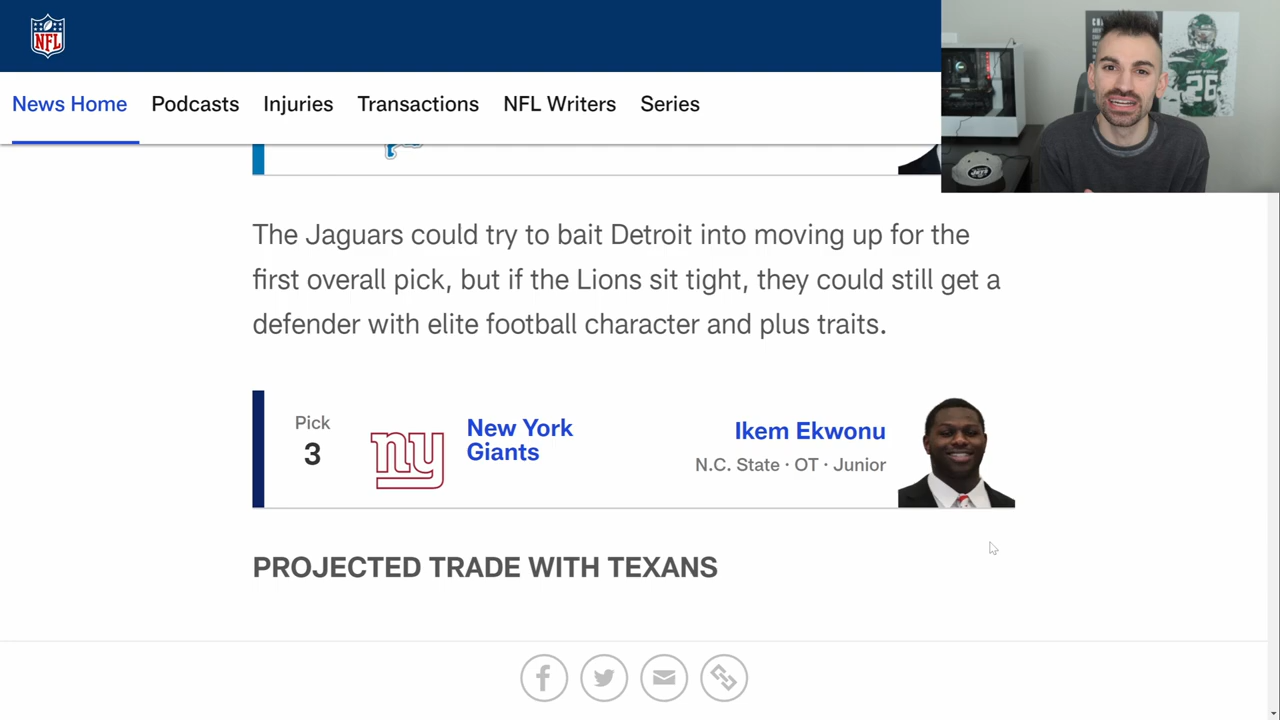 NFL
News Home Podcasts Injuries Transactions NFL Writers Series
JETS
26
The Jaguars could try to bait Detroit into moving up for the
first overall pick, but if the Lions sit tight, they could still get a
defender with elite football character and plus traits.
Pick
3
ny
New York
Giants
Ikem Ekwonu
N.C. State · OT · Junior
PROJECTED TRADE WITH TEXANS